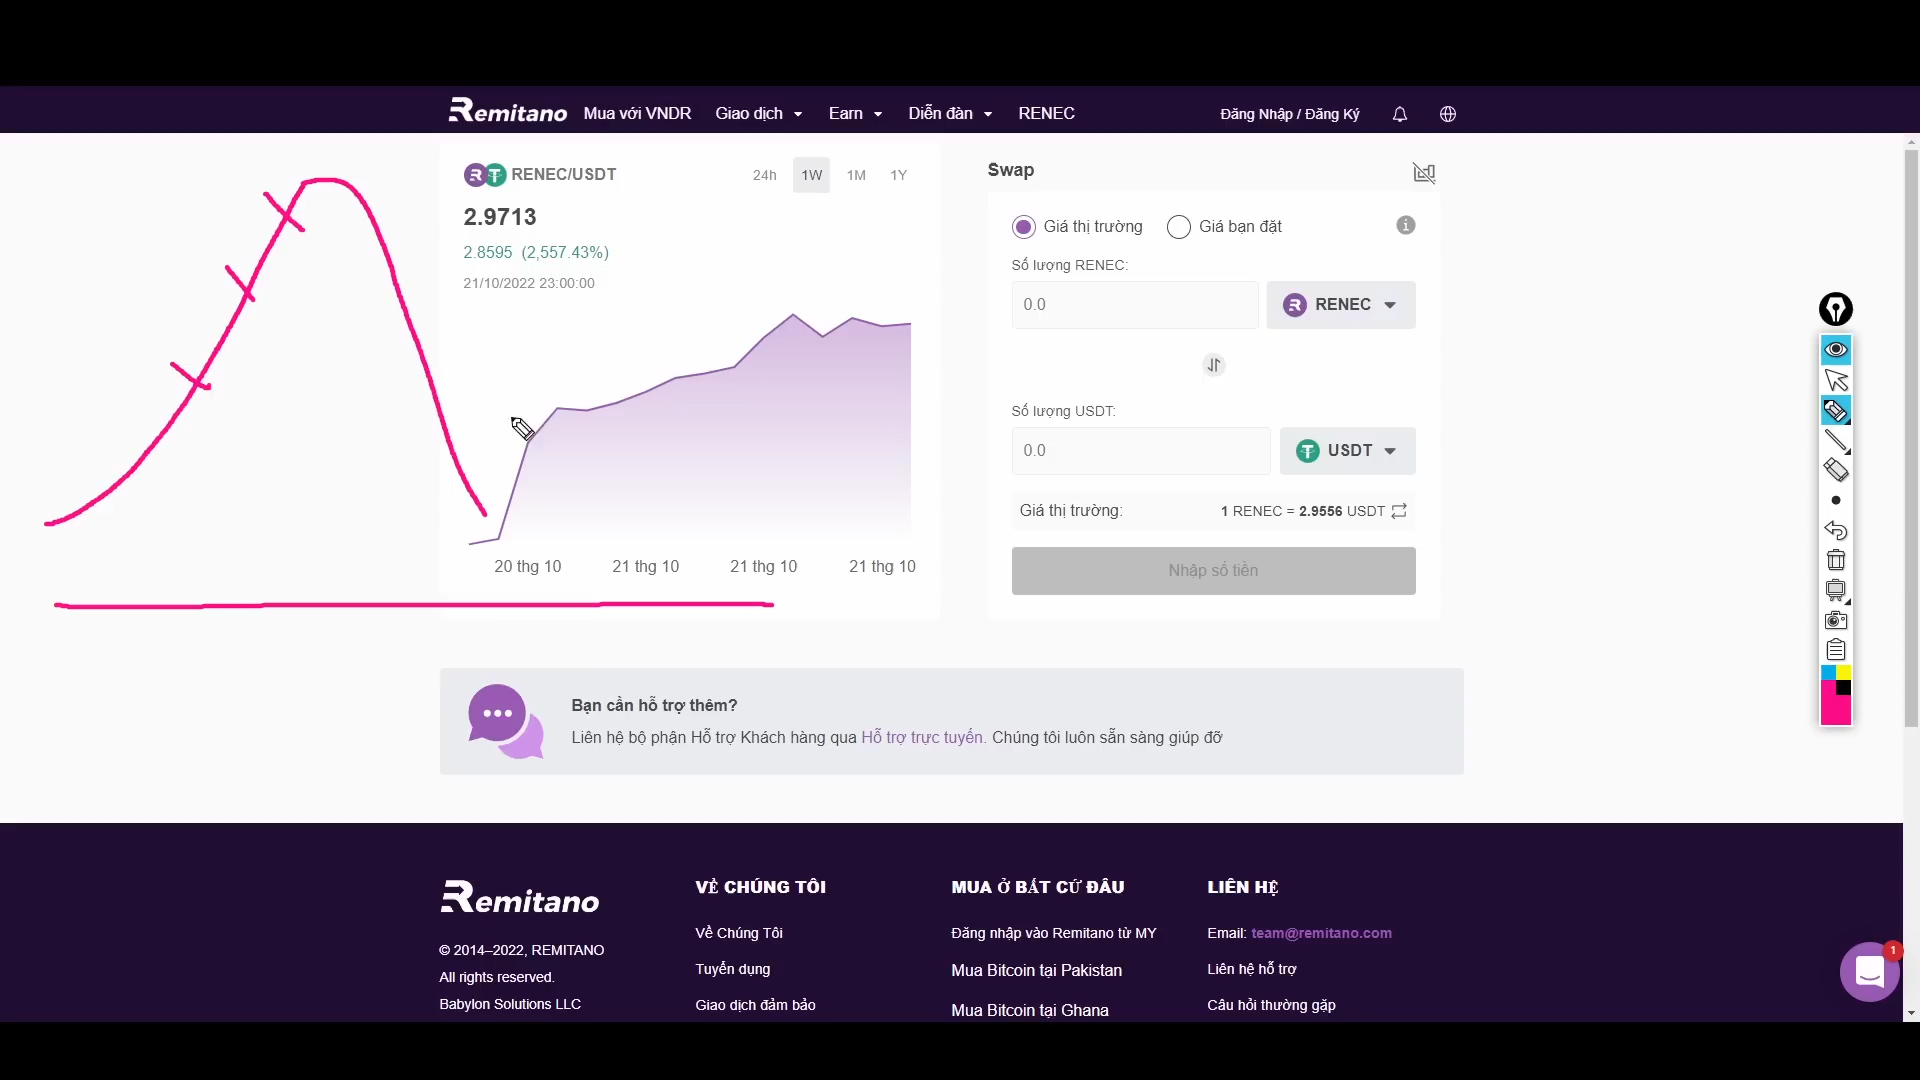 Remitano Mua với VNDR Giao dịch Earn Diễn đàn RENEC Đăng Nhập / Đăng Ký
RENEC/USDT 24h 1W 1M 1Y
2.9713
2.8595 (2,557.43%)
21/10/2022 23:00:00
20 thg 10 21 thg 10 21 thg 10 21 thg 10
Swap
Giá thị trường Giá bạn đặt
Số lượng RENEC:
0.0 RENEC
Số lượng USDT:
0.0 USDT
Giá thị trường: 1 RENEC = 2.9556 USDT
Nhập số tiền
Bạn cần hỗ trợ thêm?
Liên hệ bộ phận Hỗ trợ Khách hàng qua Hỗ trợ trực tuyến. Chúng tôi luôn sẵn sàng giúp đỡ
Remitano
© 2014–2022, REMITANO
All rights reserved.
Babylon Solutions LLC
VỀ CHÚNG TÔI
Về Chúng Tôi
Tuyển dụng
Giao dịch đảm bảo
MUA Ở BẤT CỨ ĐÂU
Đăng nhập vào Remitano từ MY
Mua Bitcoin tại Pakistan
Mua Bitcoin tại Ghana
LIÊN HỆ
Email: team@remitano.com
Liên hệ hỗ trợ
Câu hỏi thường gặp
1